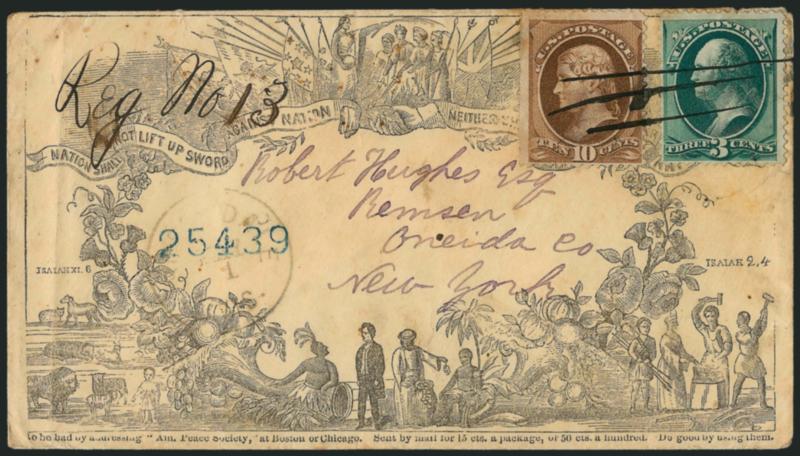 Reg No 13
U.S. POSTAGE
TEN 10 CENTS
U.S. POSTAGE
THREE 3 CENTS
NATION SHALL NOT LIFT UP SWORD AGAINST NATION NEITHER
Robert Hughes Esq
Remsen
Oneida Co
New York
25439
ISAIAH XI. 6
ISAIAH 2,4
to be had by addressing "Am. Peace Society," at Boston or Chicago. Sent by mail for 15 cts. a package, or 50 cts. a hundred. Do good by using them.